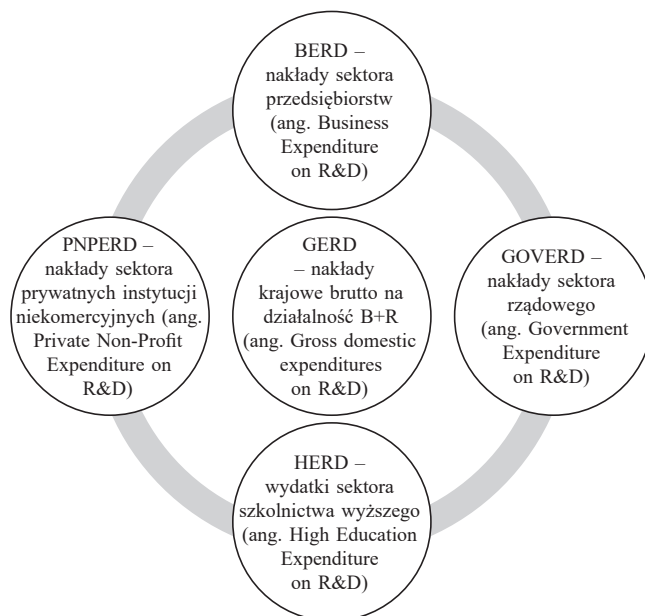 BERD –
nakłady sektora
przedsiębiorstw
(ang. Business
Expenditure
on R&D)
PNPERD –
nakłady sektora
prywatnych instytucji
niekomercyjnych (ang.
Private Non-Profit
Expenditure on
R&D)
GERD
– nakłady
krajowe brutto na
działalność B+R
(ang. Gross domestic
expenditures
on R&D)
GOVERD –
nakłady sektora
rządowego
(ang. Government
Expenditure
on R&D)
HERD –
wydatki sektora
szkolnictwa wyższego
(ang. High Education
Expenditure
on R&D)